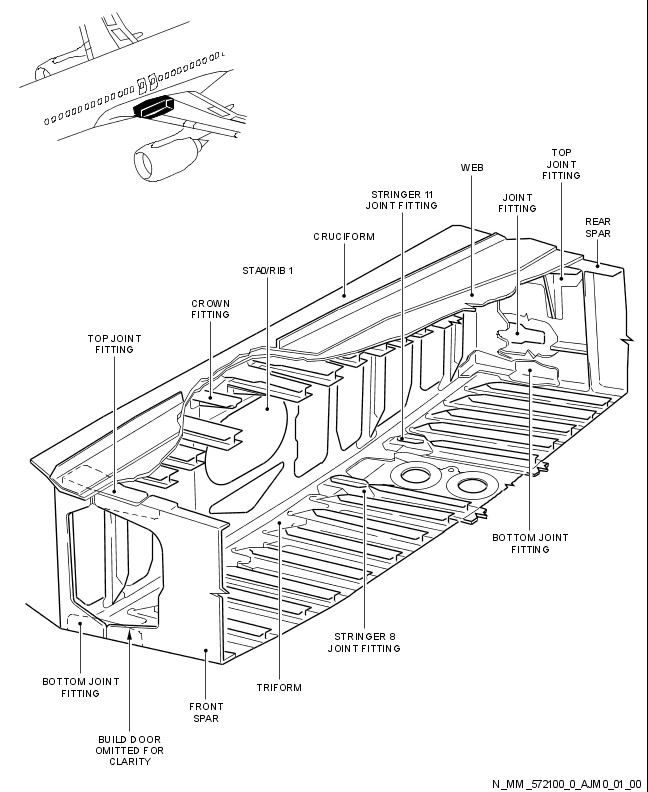 TOP
JOINT
FITTING
WEB
STRINGER 11
JOINT FITTING
JOINT
FITTING
REAR
SPAR
CRUCIFORM
STA0/RIB 1
CROWN
FITTING
TOP JOINT
FITTING
BOTTOM JOINT
FITTING
STRINGER 8
JOINT FITTING
TRIFORM
BOTTOM JOINT
FITTING
FRONT
SPAR
BUILD DOOR
OMITTED FOR
CLARITY
N_MM_572100_0_AJM0_01_00